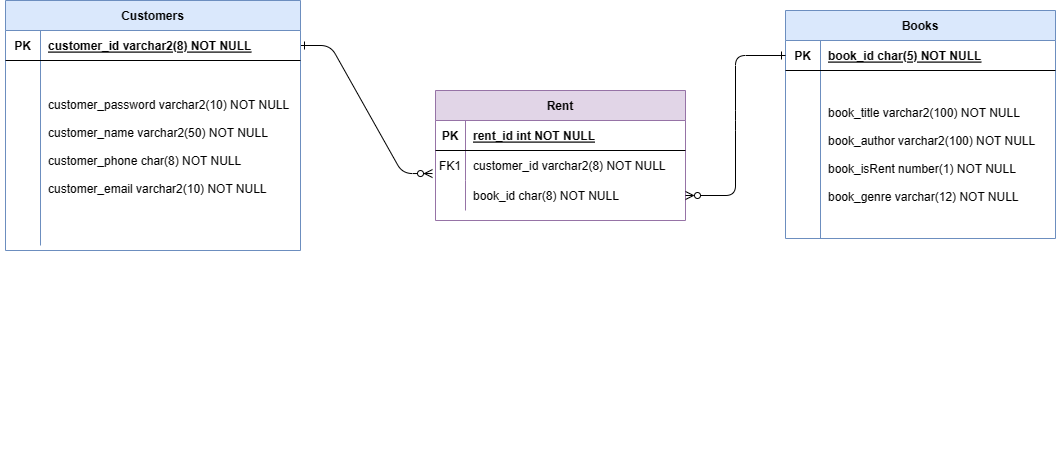 Customers
PK customer_id varchar2(8) NOT NULL
customer_password varchar2(10) NOT NULL
customer_name varchar2(50) NOT NULL
customer_phone char(8) NOT NULL
customer_email varchar2(10) NOT NULL
Rent
PK rent_id int NOT NULL
FK1 customer_id varchar2(8) NOT NULL
book_id char(8) NOT NULL
Books
PK book_id char(5) NOT NULL
book_title varchar2(100) NOT NULL
book_author varchar2(100) NOT NULL
book_isRent number(1) NOT NULL
book_genre varchar(12) NOT NULL